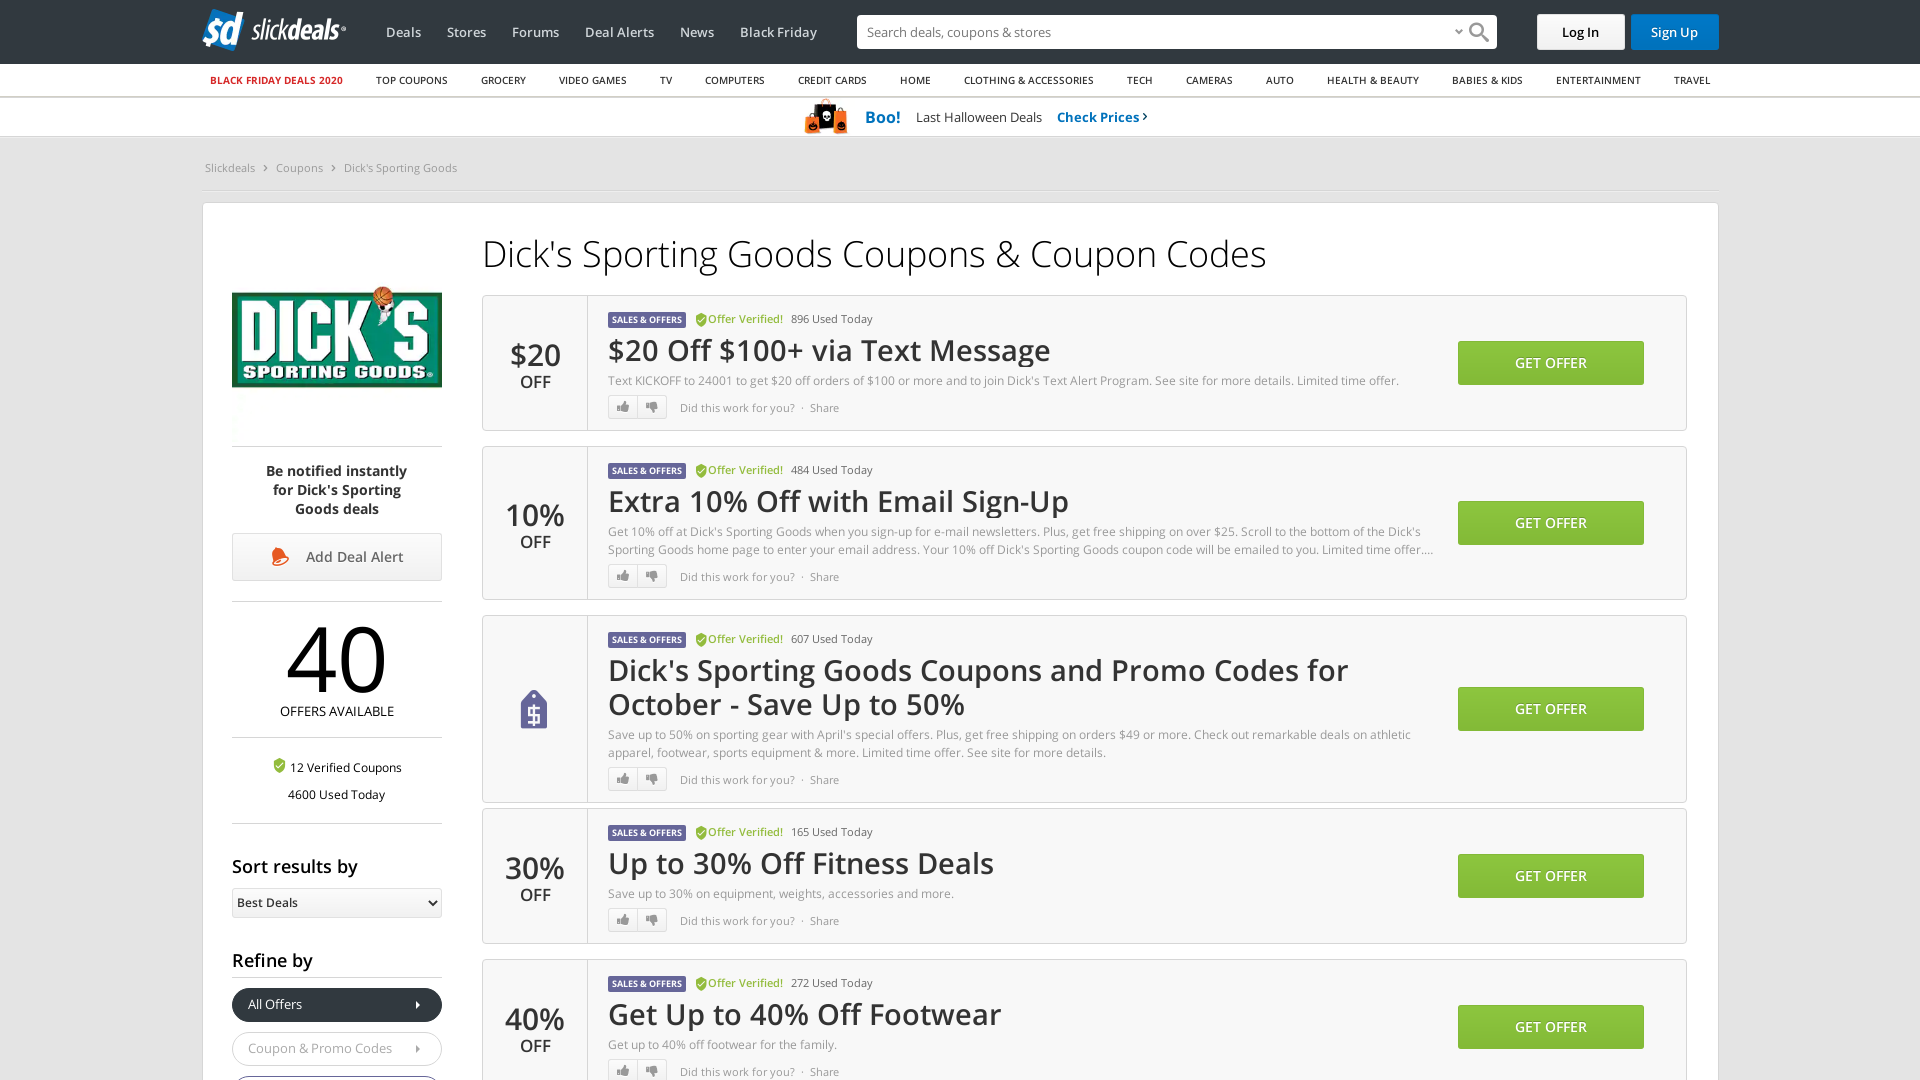 sd slickdeals
Deals
Stores
Forums
Deal Alerts
News
Black Friday
Search deals, coupons & stores
Log In
Sign Up
BLACK FRIDAY DEALS 2020
TOP COUPONS
GROCERY
VIDEO GAMES
TV
COMPUTERS
CREDIT CARDS
HOME
CLOTHING & ACCESSORIES
TECH
CAMERAS
AUTO
HEALTH & BEAUTY
BABIES & KIDS
ENTERTAINMENT
TRAVEL
Boo! Last Halloween Deals Check Prices
Slickdeals > Coupons > Dick's Sporting Goods
DICK'S
SPORTING GOODS®
Be notified instantly
for Dick's Sporting
Goods deals
Add Deal Alert
40
OFFERS AVAILABLE
12 Verified Coupons
4600 Used Today
Sort results by
Best Deals
Refine by
All Offers
Coupon & Promo Codes
Dick's Sporting Goods Coupons & Coupon Codes
$20
OFF
SALES & OFFERS Offer Verified! 896 Used Today
$20 Off $100+ via Text Message
Text KICKOFF to 24001 to get $20 off orders of $100 or more and to join Dick's Text Alert Program. See site for more details. Limited time offer.
Did this work for you? · Share
GET OFFER
10%
OFF
SALES & OFFERS Offer Verified! 484 Used Today
Extra 10% Off with Email Sign-Up
Get 10% off at Dick's Sporting Goods when you sign-up for e-mail newsletters. Plus, get free shipping on over $25. Scroll to the bottom of the Dick's
Sporting Goods home page to enter your email address. Your 10% off Dick's Sporting Goods coupon code will be emailed to you. Limited time offer....
Did this work for you? · Share
GET OFFER
SALES & OFFERS Offer Verified! 607 Used Today
Dick's Sporting Goods Coupons and Promo Codes for
October - Save Up to 50%
Save up to 50% on sporting gear with April's special offers. Plus, get free shipping on orders $49 or more. Check out remarkable deals on athletic
apparel, footwear, sports equipment & more. Limited time offer. See site for more details.
Did this work for you? · Share
GET OFFER
30%
OFF
SALES & OFFERS Offer Verified! 165 Used Today
Up to 30% Off Fitness Deals
Save up to 30% on equipment, weights, accessories and more.
Did this work for you? · Share
GET OFFER
40%
OFF
SALES & OFFERS Offer Verified! 272 Used Today
Get Up to 40% Off Footwear
Get up to 40% off footwear for the family.
Did this work for you? · Share
GET OFFER